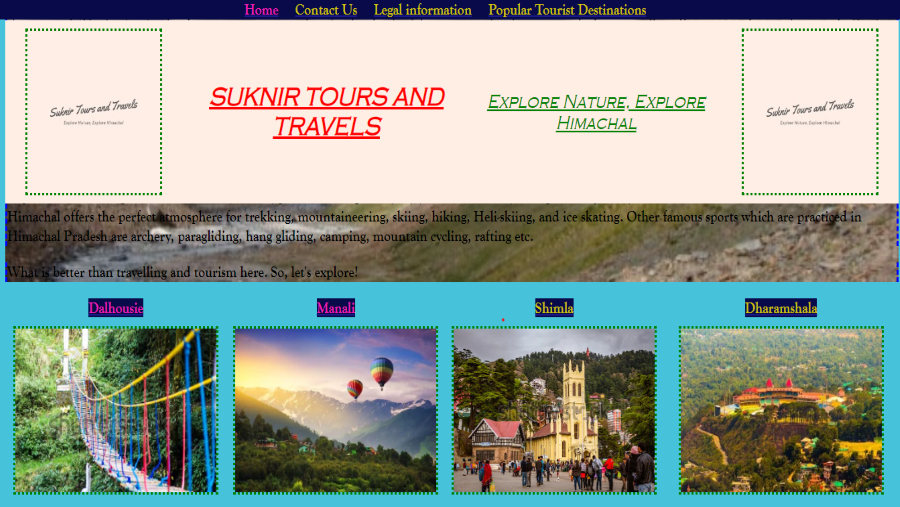 Home Contact Us Legal information Popular Tourist Destinations
Suknir Tours and Travels
Explore Nature, Explore Himachal
SUKNIR TOURS AND
TRAVELS
EXPLORE NATURE, EXPLORE
HIMACHAL
Suknir Tours and Travels
Explore Nature, Explore Himachal
Himachal offers the perfect atmosphere for trekking, mountaineering, skiing, hiking, Heli-skiing, and ice skating. Other famous sports which are practiced in
Himachal Pradesh are archery, paragliding, hang gliding, camping, mountain cycling, rafting etc.
What is better than travelling and tourism here. So, let's explore!
Dalhousie Manali Shimla Dharamshala